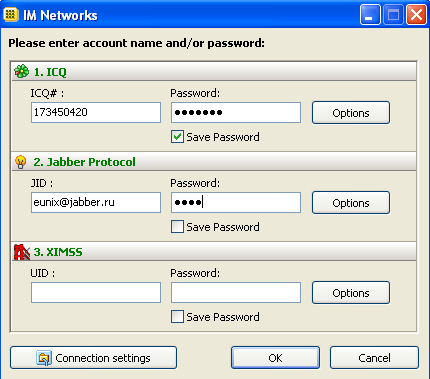 IM Networks
Please enter account name and/or password:
1. ICQ
ICQ# : Password:
173450420 ●●●●●●● Options
Save Password
2. Jabber Protocol
JID : Password:
eunix@jabber.ru ●●●● Options
Save Password
3. XIMSS
UID : Password:
Options
Save Password
Connection settings OK Cancel